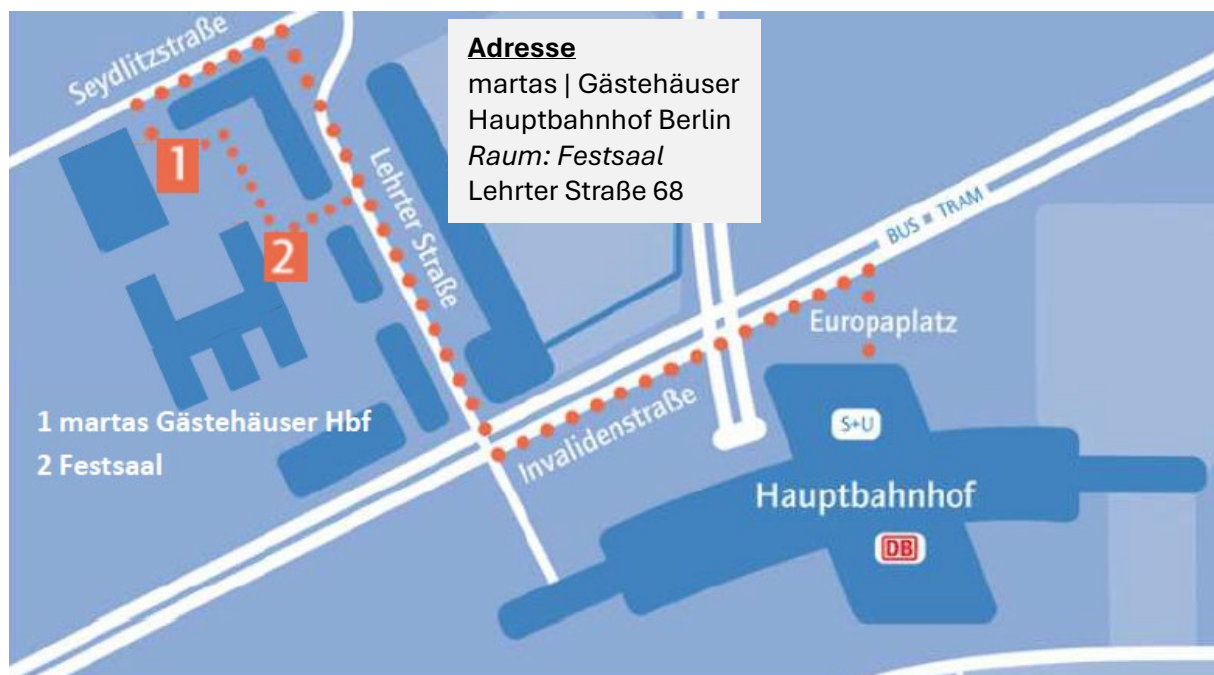 Seydlitzstraße
Adresse
martas | Gästehäuser
Hauptbahnhof Berlin
Raum: Festsaal
Lehrter Straße 68
1
Lehrter Straße
2
BUS TRAM
Europaplatz
Invalidenstraße
1 martas Gästehäuser Hbf
2 Festsaal
S+U
Hauptbahnhof
DB